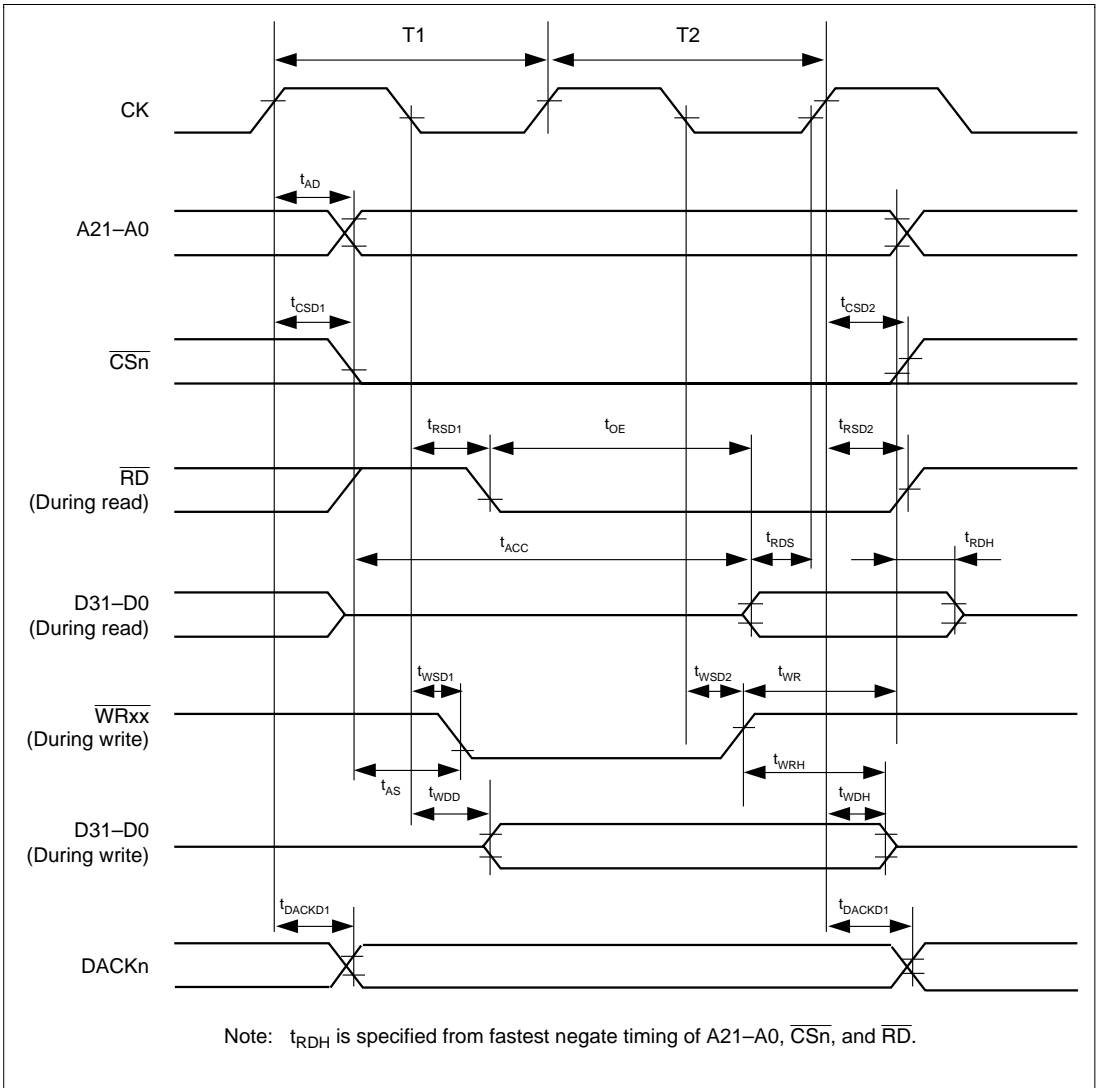 T1 T2
CK
tAD
A21–A0
tCSD1 tCSD2
CSn
tRSD1 tOE tRSD2
RD
(During read)
tACC tRDS tRDH
D31–D0
(During read)
tWSD1 tWSD2 tWR
WRxx
(During write)
tAS tWDD tWRH
tWDH
D31–D0
(During write)
tDACKD1 tDACKD1
DACKn
Note: tRDH is specified from fastest negate timing of A21–A0, CSn, and RD.